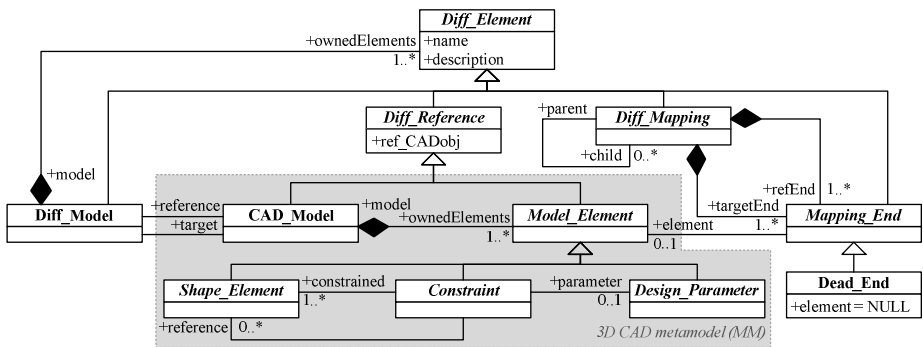 Diff_Element
+ownedElements
+name
1..*
+description
Diff_Reference
+parent
Diff_Mapping
+ref_CADobj
+child
0..*
+model
+model
+refEnd
1..*
Diff_Model
+reference
CAD_Model
+ownedElements
Model_Element
+element
+targetEnd
Mapping_End
+target
1..*
0..1
1..*
Shape_Element
+constrained
Constraint
+parameter
Design_Parameter
Dead_End
1..*
0..1
+element = NULL
+reference
0..*
3D CAD metamodel (MM)